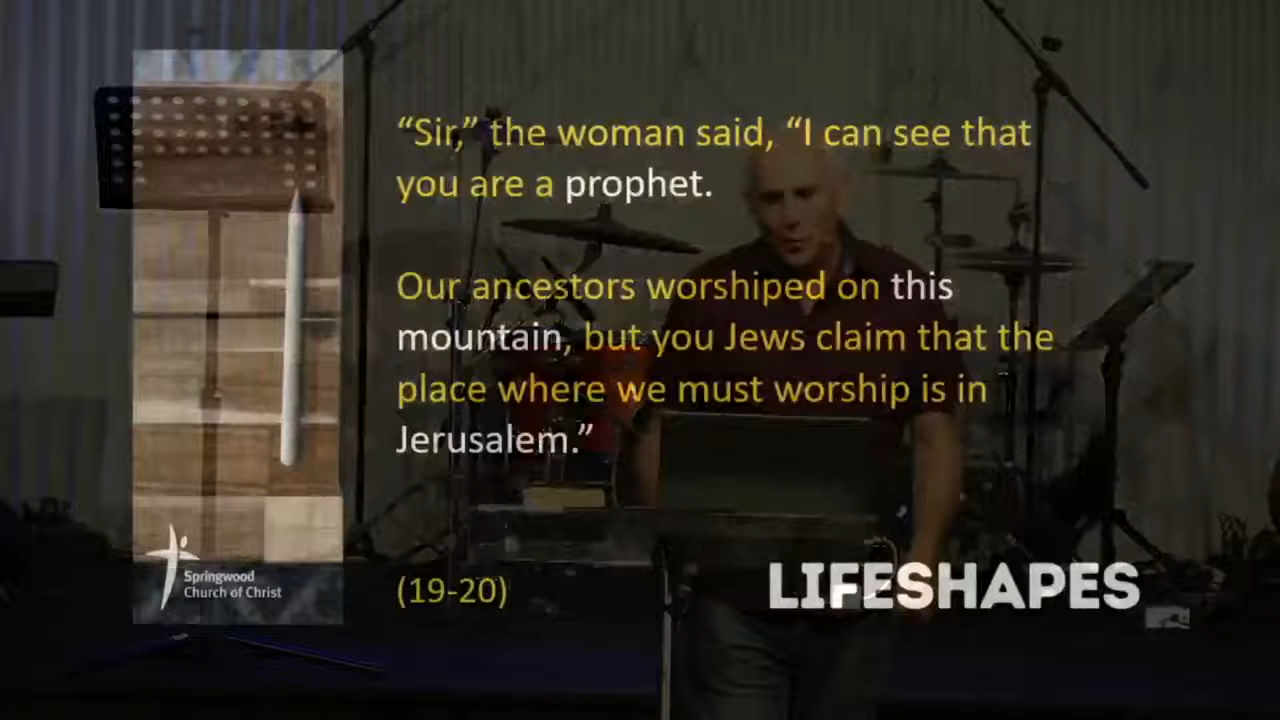 “Sir,” the woman said, “I can see that
you are a prophet.
Our ancestors worshiped on this
mountain, but you Jews claim that the
place where we must worship is in
Jerusalem.”
(19-20)
Springwood
Church of Christ
LIFESHAPES